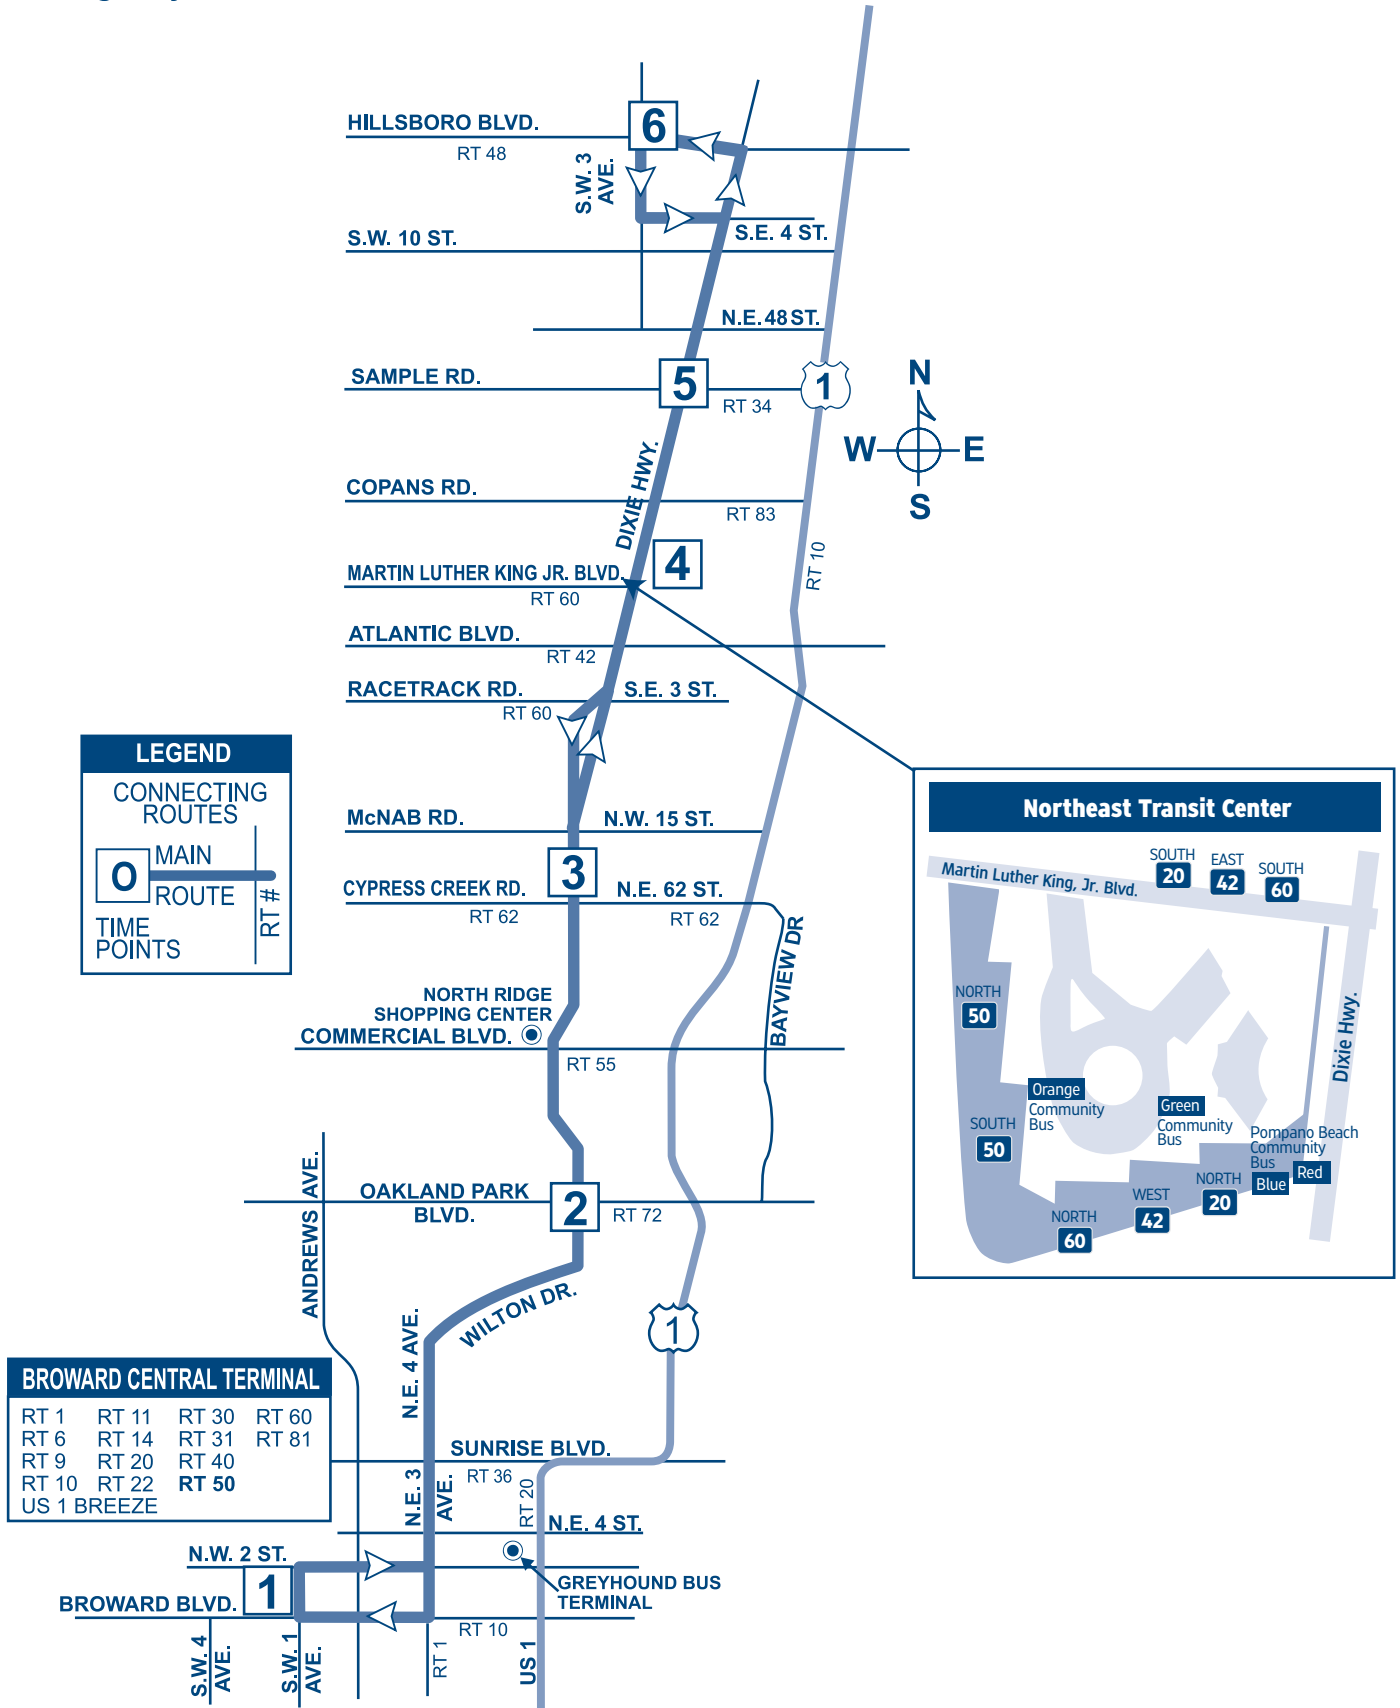 HILLSBORO BLVD.
RT 48
6
S.W. 3
AVE.
S.E. 4 ST.
S.W. 10 ST.
N.E. 48 ST.
SAMPLE RD.
5
RT 34
1
N
W
E
S
DIXIE HWY.
COPANS RD.
RT 83
RT 10
4
MARTIN LUTHER KING JR. BLVD.
RT 60
ATLANTIC BLVD.
RT 42
RACETRACK RD.
S.E. 3 ST.
RT 60
LEGEND
CONNECTING
ROUTES
O
MAIN
ROUTE
TIME
POINTS
RT #
McNAB RD.
N.W. 15 ST.
3
CYPRESS CREEK RD.
N.E. 62 ST.
RT 62
RT 62
BAYVIEW DR
NORTH RIDGE
SHOPPING CENTER
COMMERCIAL BLVD.
RT 55
ANDREWS AVE.
OAKLAND PARK
BLVD.
2
RT 72
WILTON DR.
N.E. 4 AVE.
1
Northeast Transit Center
SOUTH
20
EAST
42
SOUTH
60
Martin Luther King, Jr. Blvd.
NORTH
50
Dixie Hwy.
Orange
Community
Bus
Green
Community
Bus
SOUTH
50
Pompano Beach
Community
Bus
Blue
Red
NORTH
20
WEST
42
NORTH
60
BROWARD CENTRAL TERMINAL
RT 1 RT 11 RT 30 RT 60
RT 6 RT 14 RT 31 RT 81
RT 9 RT 20 RT 40
RT 10 RT 22 RT 50
US 1 BREEZE
SUNRISE BLVD.
RT 36
N.E. 3
AVE.
RT 20
N.E. 4 ST.
N.W. 2 ST.
1
GREYHOUND BUS
TERMINAL
BROWARD BLVD.
RT 10
S.W. 4
AVE.
S.W. 1
AVE.
RT 1
US 1